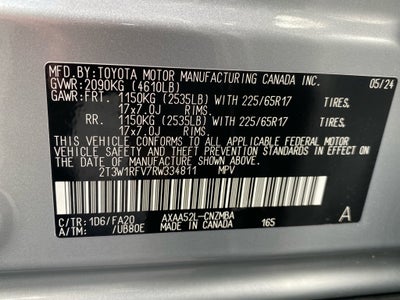 MFD.BY:TOYOTA MOTOR MANUFACTURING CANADA INC.
GVWR:2090KG (4610LB) 05/24
GAWR:FRT. 1150KG (2535LB) WITH 225/65R17 TIRES,
17x7.0J RIMS.
RR. 1150KG (2535LB) WITH 225/65R17 TIRES,
17x7.0J RIMS.
THIS VEHICLE CONFORMS TO ALL APPLICABLE FEDERAL MOTOR
VEHICLE SAFETY, BUMPER, AND THEFT PREVENTION STANDARDS IN
EFFECT ON THE DATE OF MANUFACTURE SHOWN ABOVE.
2T3W1RFV7RW334811 MPV
C/TR:1D6/FA20 AXAA52L-CNZMBA
A/TM: /UB80E MADE IN CANADA 165 A